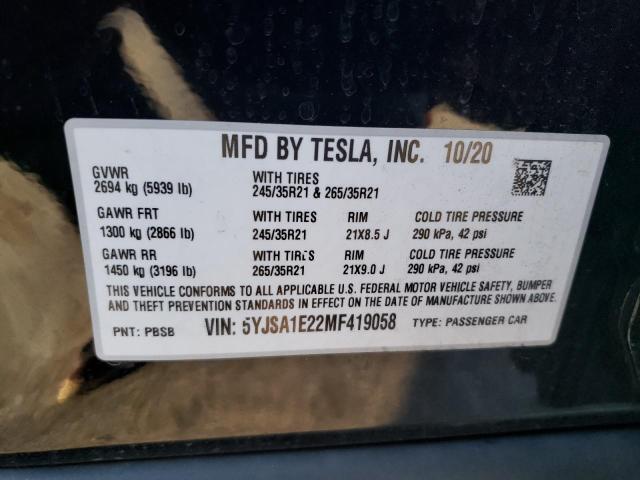 MFD BY TESLA, INC. 10/20
GVWR
2694 kg (5939 lb)
WITH TIRES
245/35R21 & 265/35R21
GAWR FRT
1300 kg (2866 lb)
WITH TIRES
245/35R21
RIM
21X8.5 J
COLD TIRE PRESSURE
290 kPa, 42 psi
GAWR RR
1450 kg (3196 lb)
WITH TIRES
265/35R21
RIM
21X9.0 J
COLD TIRE PRESSURE
290 kPa, 42 psi
THIS VEHICLE CONFORMS TO ALL APPLICABLE U.S. FEDERAL MOTOR VEHICLE SAFETY, BUMPER
AND THEFT PREVENTION STANDARDS IN EFFECT ON THE DATE OF MANUFACTURE SHOWN ABOVE.
PNT: PBSB VIN: 5YJSA1E22MF419058 TYPE: PASSENGER CAR